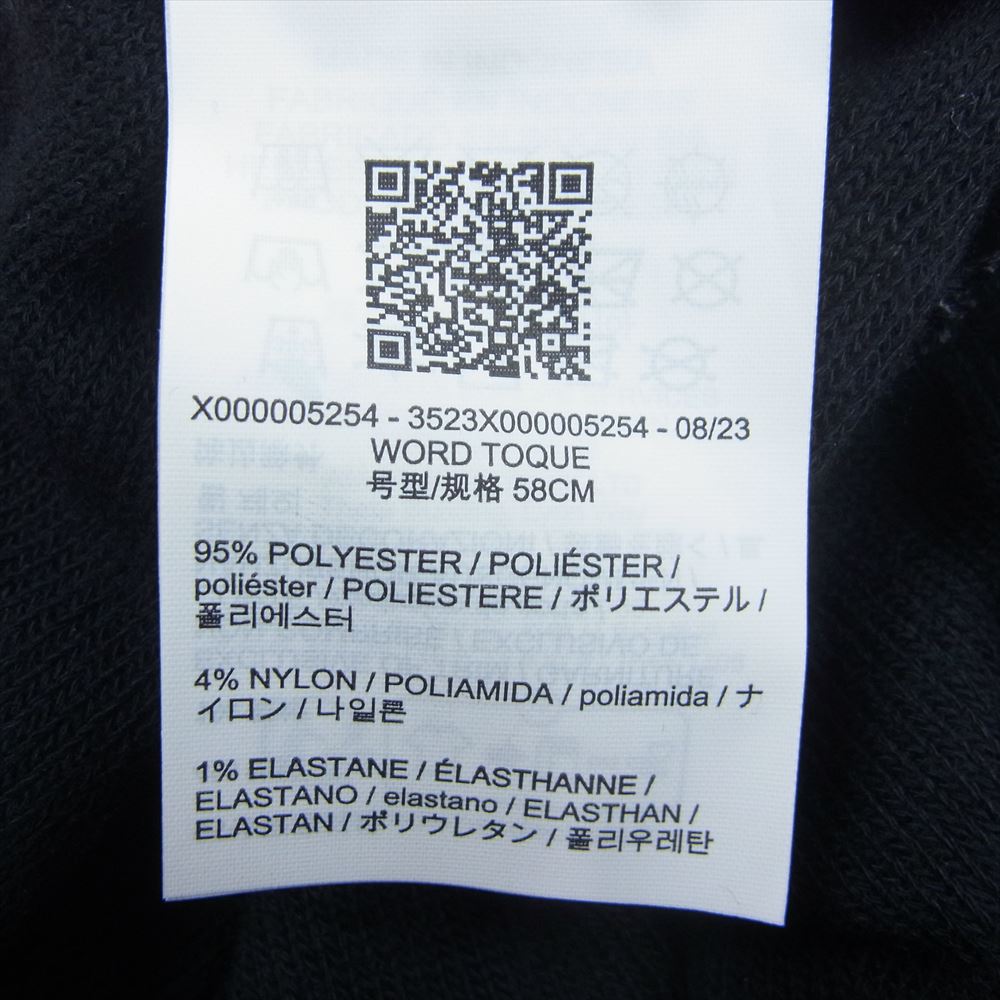 X000005254 - 3523X000005254 - 08/23
WORD TOQUE
号型/规格 58CM
95% POLYESTER / POLIÉSTER /
poliéster / POLIESTERE / ポリエステル /
폴리에스터
4% NYLON / POLIAMIDA / poliamida / ナ
イロン / 나일론
1% ELASTANE / ÉLASTHANNE /
ELASTANO / elastano / ELASTHAN /
ELASTAN / ポリウレタン / 폴리우레탄